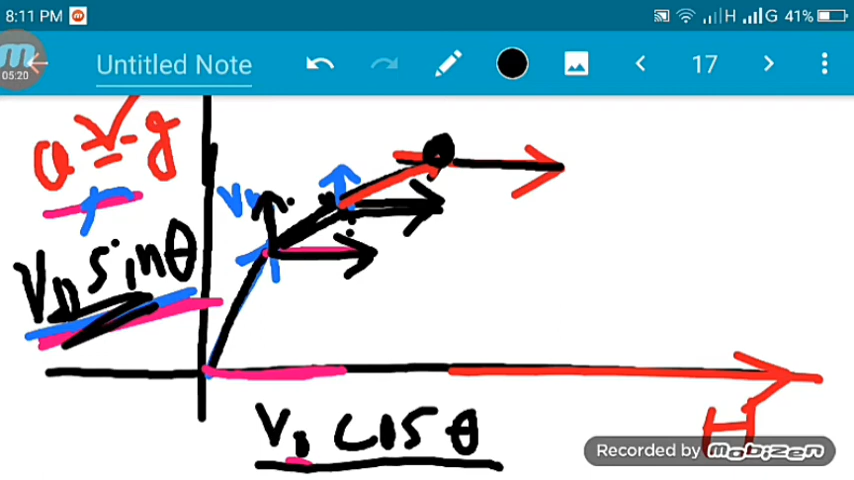 8:11 PM
H
G 41%
05:20
Untitled Note
17
a = -g
V₀ sinθ
V₀ cosθ
H
Recorded by mobizen